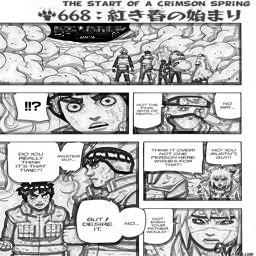 THE START OF A CRIMSON SPRING
668:紅き春の始まり
NO WAY...
NOT THE FINAL GATE OF DEATH...!?
!!?
NO! YOU MUSTN'T, GUY!
THINK IT OVER! NOT ONE PERSON HERE WISHES FOR THIS!
MASTER GUY...
DO YOU REALLY THINK IT'S THAT TIME?!
NOT EVEN YOUR FATHER WOULD-
NO...
BUT I DESIRE IT.